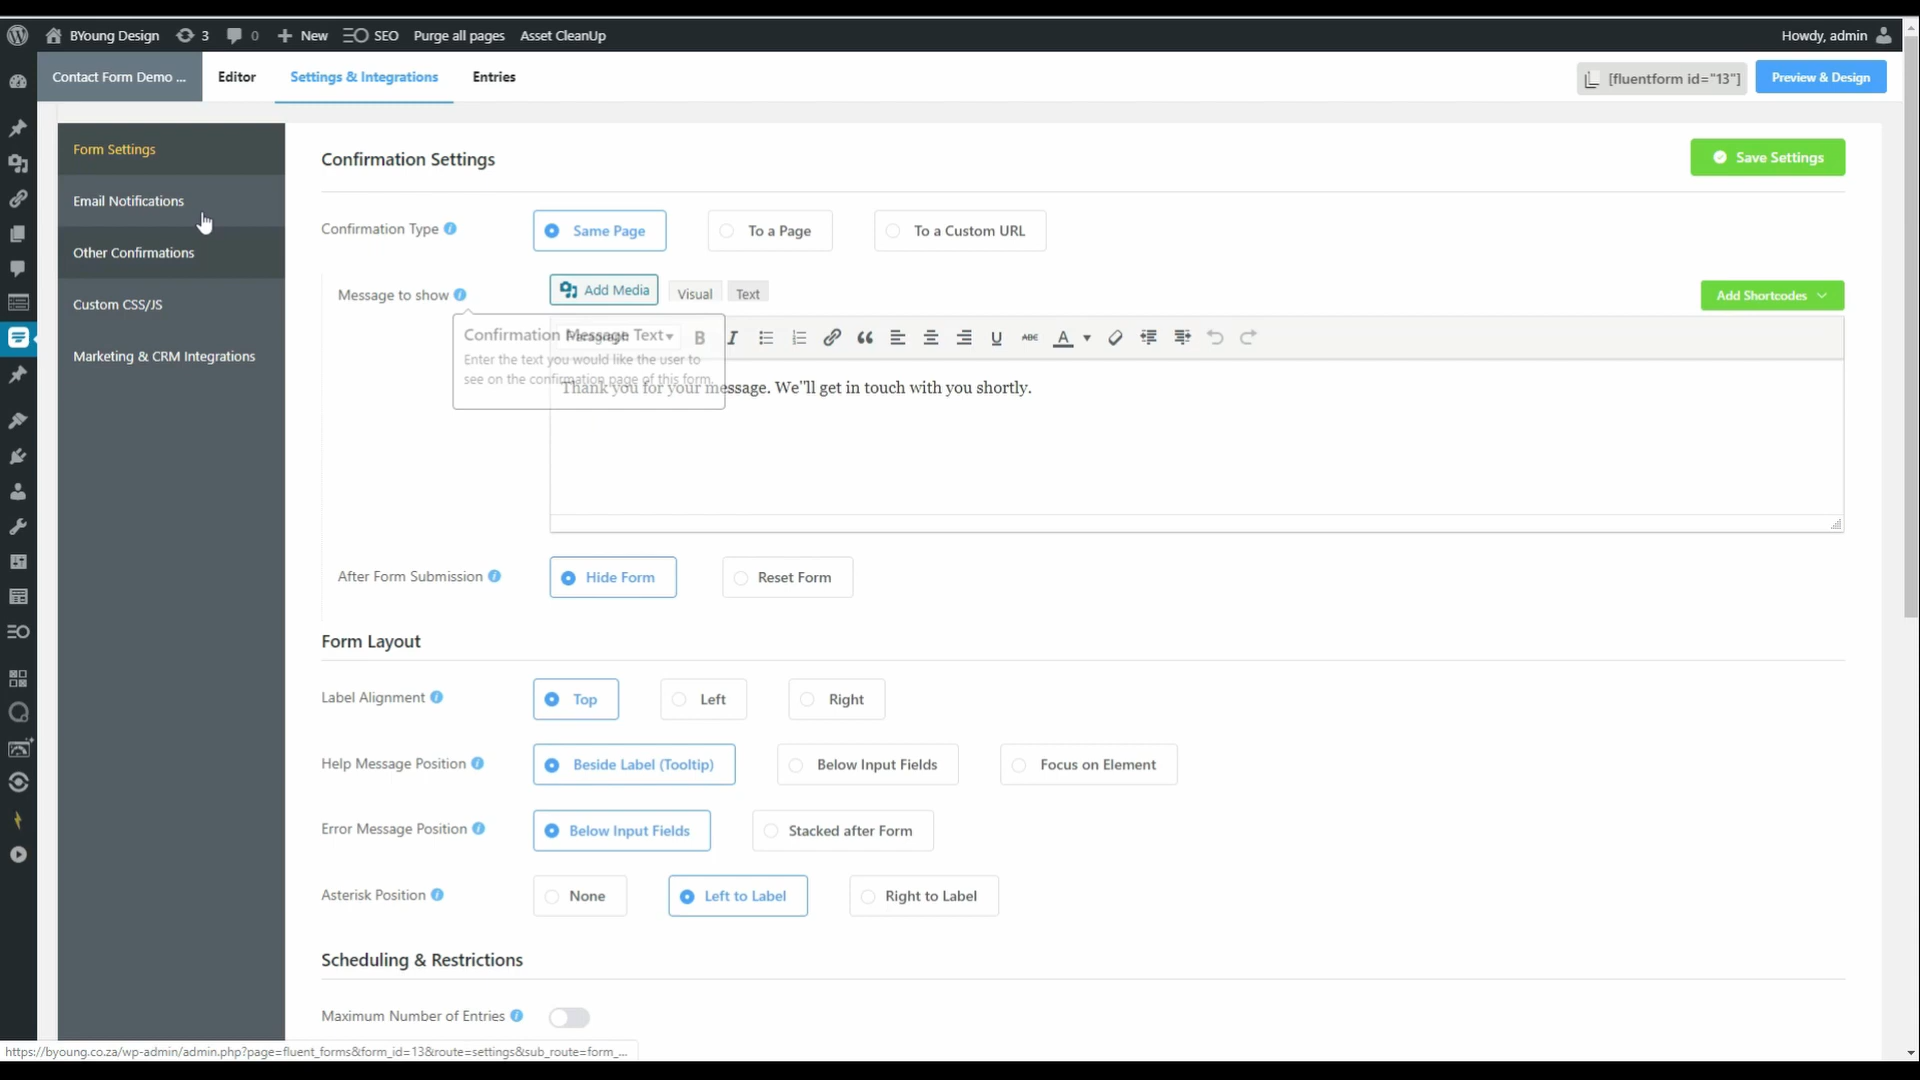 BYoung Design 3 0 New SEO Purge all pages Asset CleanUp Howdy, admin
Contact Form Demo ... Editor Settings & Integrations Entries [fluentform id="13"] Preview & Design
Form Settings
Email Notifications
Other Confirmations
Custom CSS/JS
Marketing & CRM Integrations
Confirmation Settings Save Settings
Confirmation Type Same Page To a Page To a Custom URL
Message to show Add Media Visual Text Add Shortcodes
Confirmation Message Text
Paragraph B I U ABC A
Enter the text you would like the user to
see on the confirmation page of this form.
Thank you for your message. We"ll get in touch with you shortly.
After Form Submission Hide Form Reset Form
Form Layout
Label Alignment Top Left Right
Help Message Position Beside Label (Tooltip) Below Input Fields Focus on Element
Error Message Position Below Input Fields Stacked after Form
Asterisk Position None Left to Label Right to Label
Scheduling & Restrictions
Maximum Number of Entries
https://byoung.co.za/wp-admin/admin.php?page=fluent_forms&form_id=13&route=settings&sub_route=form_...